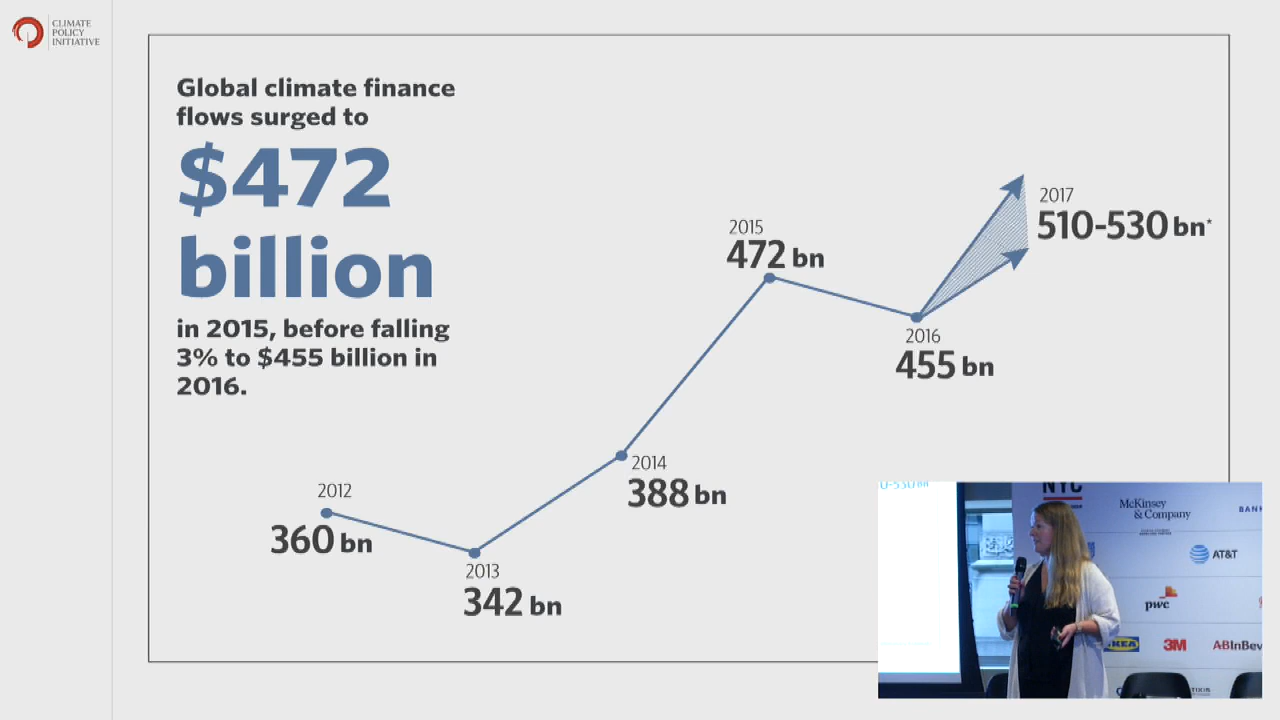 CLIMATE
POLICY
INITIATIVE
Global climate finance
flows surged to
$472
billion
in 2015, before falling
3% to $455 billion in
2016.
2012
360 bn
2013
342 bn
2014
388 bn
2015
472 bn
2016
455 bn
2017
510-530 bn*
NYC
McKinsey
& Company
BANK
AT&T
pwc
IKEA
3M
ABInBev